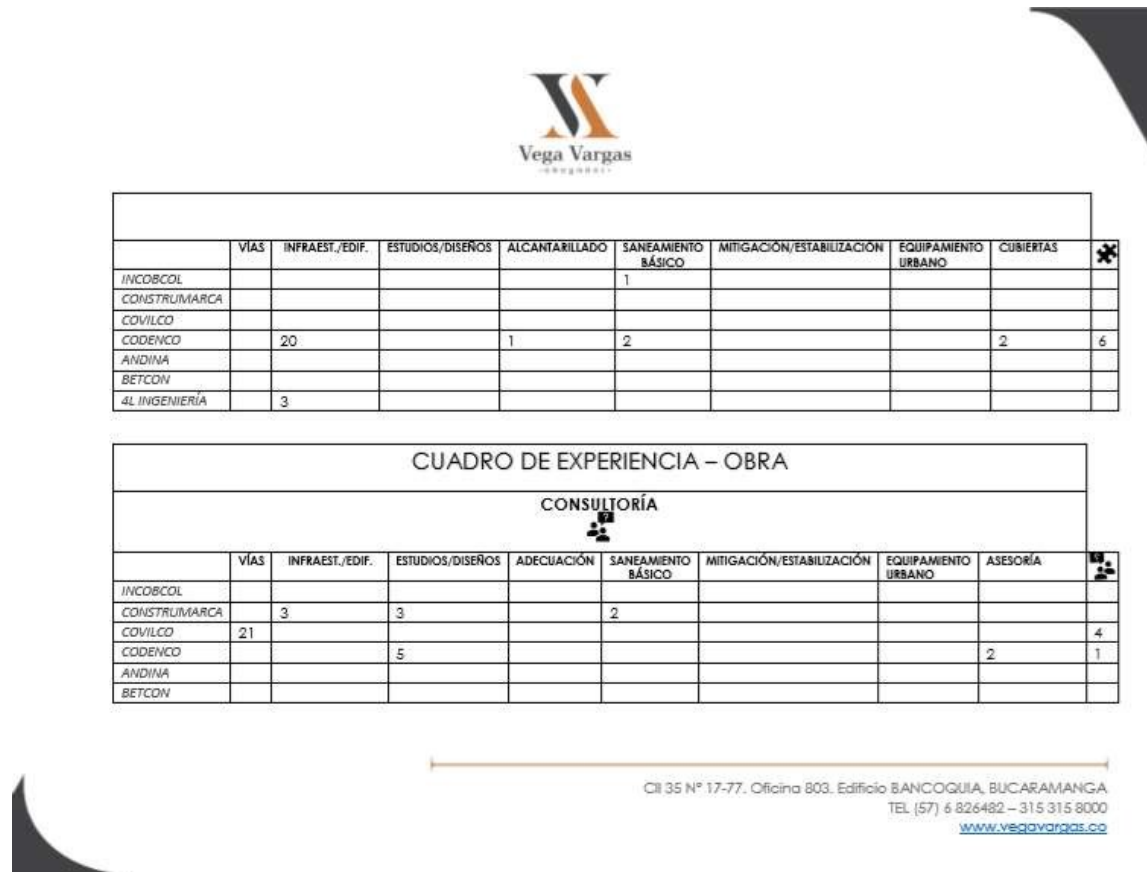 Vega Vargas
abogados
VÍAS INFRAEST./EDIF. ESTUDIOS/DISEÑOS ALCANTARILLADO SANEAMIENTO BÁSICO MITIGACIÓN/ESTABILIZACIÓN EQUIPAMIENTO URBANO CUBIERTAS
INCOBCOL 1
CONSTRUMARCA
COVILCO
CODENCO 20 1 2 2 6
ANDINA
BETCON
4L INGENIERÍA 3
CUADRO DE EXPERIENCIA – OBRA
CONSULTORÍA
VÍAS INFRAEST./EDIF. ESTUDIOS/DISEÑOS ADECUACIÓN SANEAMIENTO BÁSICO MITIGACIÓN/ESTABILIZACIÓN EQUIPAMIENTO URBANO ASESORÍA
INCOBCOL
CONSTRUMARCA 3 3 2
COVILCO 21 4
CODENCO 5 2 1
ANDINA
BETCON
Cll 35 N° 17-77. Oficina 803. Edificio BANCOQUIA, BUCARAMANGA
TEL (57) 6 826482 – 315 315 8000
www.vegavargas.co